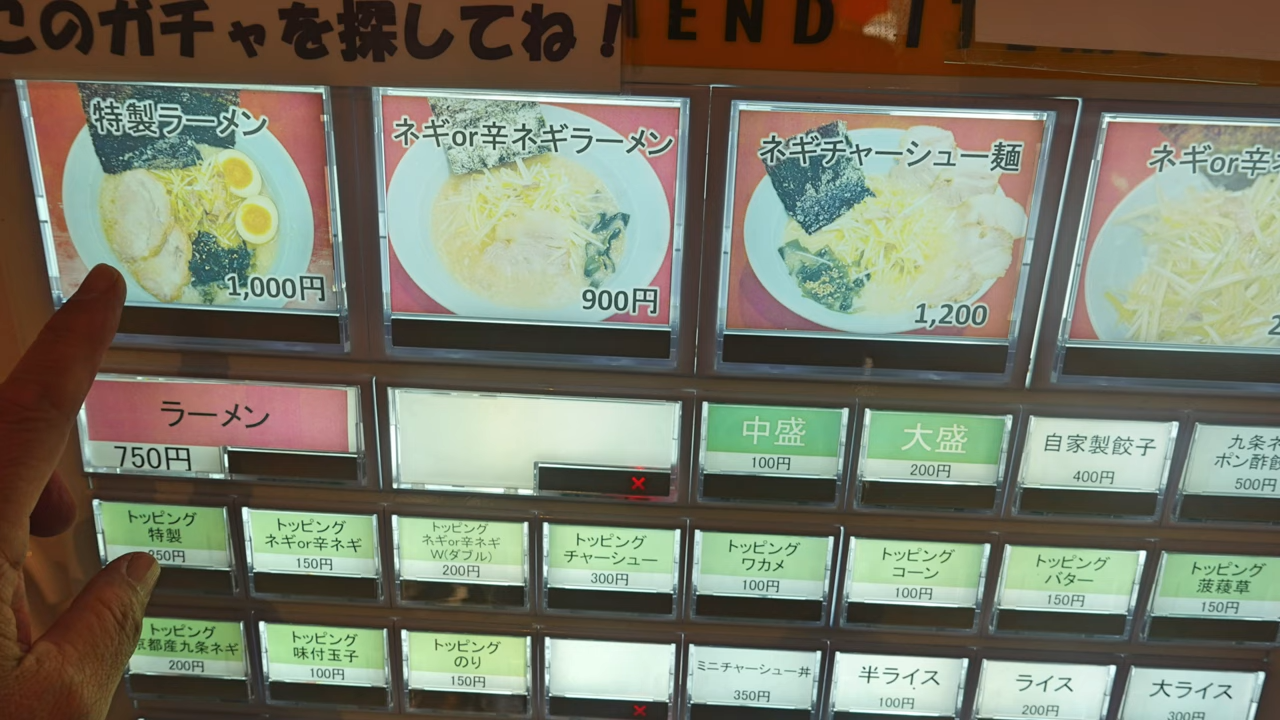 このガチャを探してね！
END
特製ラーメン
1,000円
ネギor辛ネギラーメン
900円
ネギチャーシュー麺
1,200
ネギor辛
ラーメン
750円
中盛
100円
大盛
200円
自家製餃子
400円
九条ネ
ポン酢餃
500円
トッピング
特製
250円
トッピング
ネギor辛ネギ
150円
トッピング
ネギor辛ネギ
W(ダブル)
200円
トッピング
チャーシュー
300円
トッピング
ワカメ
100円
トッピング
コーン
100円
トッピング
バター
150円
トッピング
菠薐草
150円
トッピング
京都産九条ネギ
200円
トッピング
味付玉子
100円
トッピング
のり
150円
ミニチャーシュー丼
350円
半ライス
100円
ライス
200円
大ライス
300円